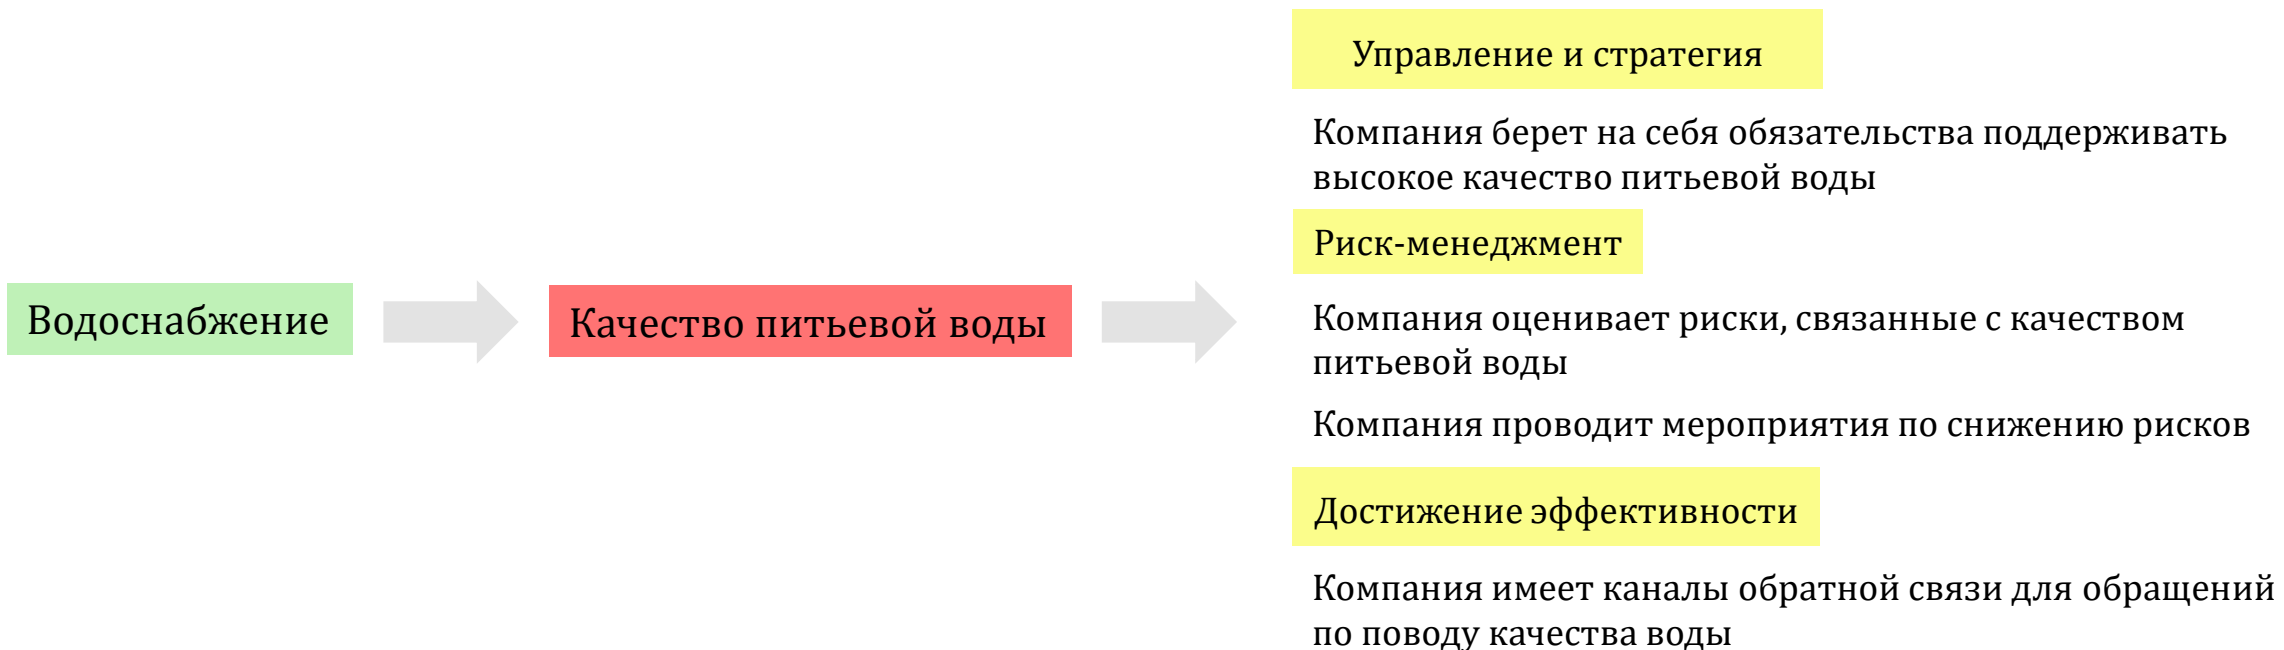 Водоснабжение
Качество питьевой воды
Управление и стратегия
Компания берет на себя обязательства поддерживать
высокое качество питьевой воды
Риск-менеджмент
Компания оценивает риски, связанные с качеством
питьевой воды
Компания проводит мероприятия по снижению рисков
Достижение эффективности
Компания имеет каналы обратной связи для обращений
по поводу качества воды